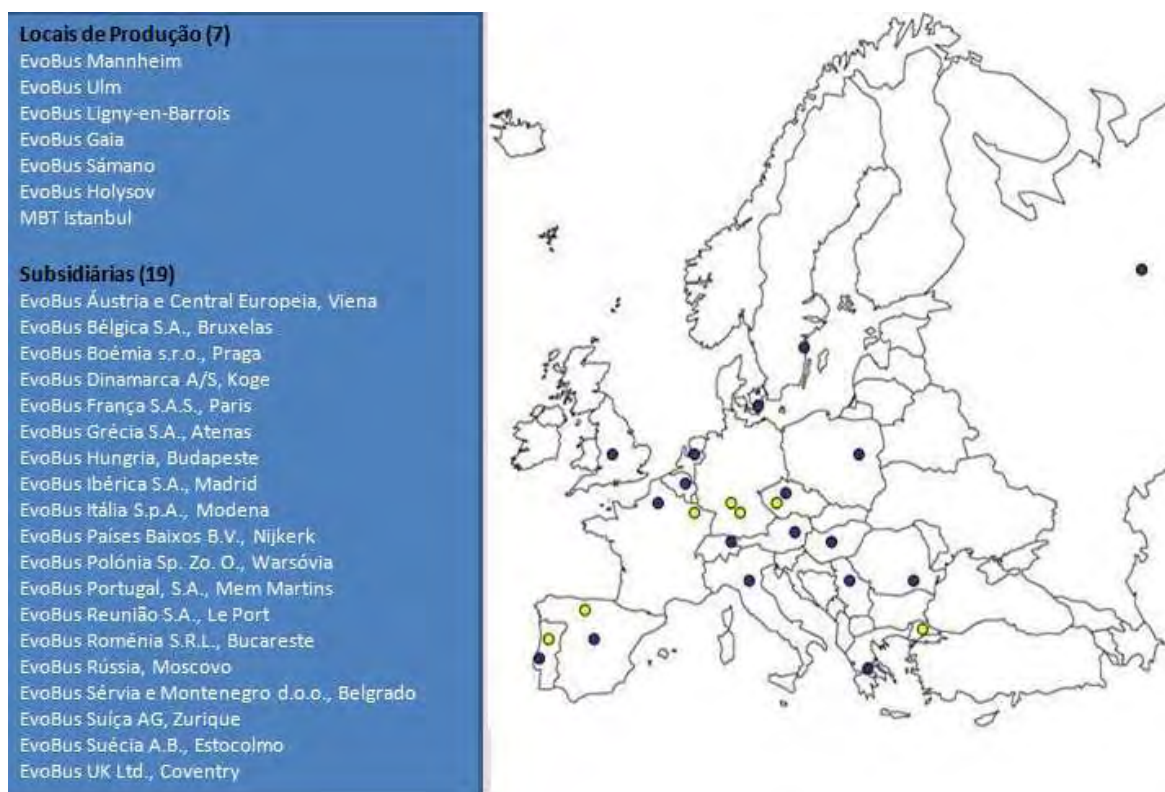 Locais de Produção (7)
EvoBus Mannheim
EvoBus Ulm
EvoBus Ligny-en-Barrois
EvoBus Gaia
EvoBus Sámano
EvoBus Holysov
MBT Istanbul
Subsidiárias (19)
EvoBus Áustria e Central Europeia, Viena
EvoBus Bélgica S.A., Bruxelas
EvoBus Boémia s.r.o., Praga
EvoBus Dinamarca A/S, Koge
EvoBus França S.A.S., Paris
EvoBus Grécia S.A., Atenas
EvoBus Hungria, Budapeste
EvoBus Ibérica S.A., Madrid
EvoBus Itália S.p.A., Modena
EvoBus Países Baixos B.V., Nijkerk
EvoBus Polónia Sp. Zo. O., Warsóvia
EvoBus Portugal, S.A., Mem Martins
EvoBus Reunião S.A., Le Port
EvoBus Roménia S.R.L., Bucareste
EvoBus Rússia, Moscovo
EvoBus Sérvia e Montenegro d.o.o., Belgrado
EvoBus Suíça AG, Zurique
EvoBus Suécia A.B., Estocolmo
EvoBus UK Ltd., Coventry